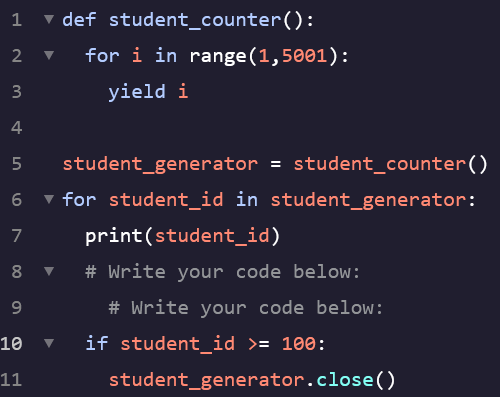 1 def student_counter():
2 for i in range(1,5001):
3 yield i
4
5 student_generator = student_counter()
6 for student_id in student_generator:
7 print(student_id)
8 # Write your code below:
9 # Write your code below:
10 if student_id >= 100:
11 student_generator.close()